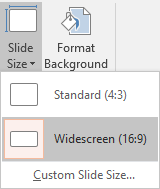 Slide Format
Size Background
Standard (4:3)
Widescreen (16:9)
Custom Slide Size...